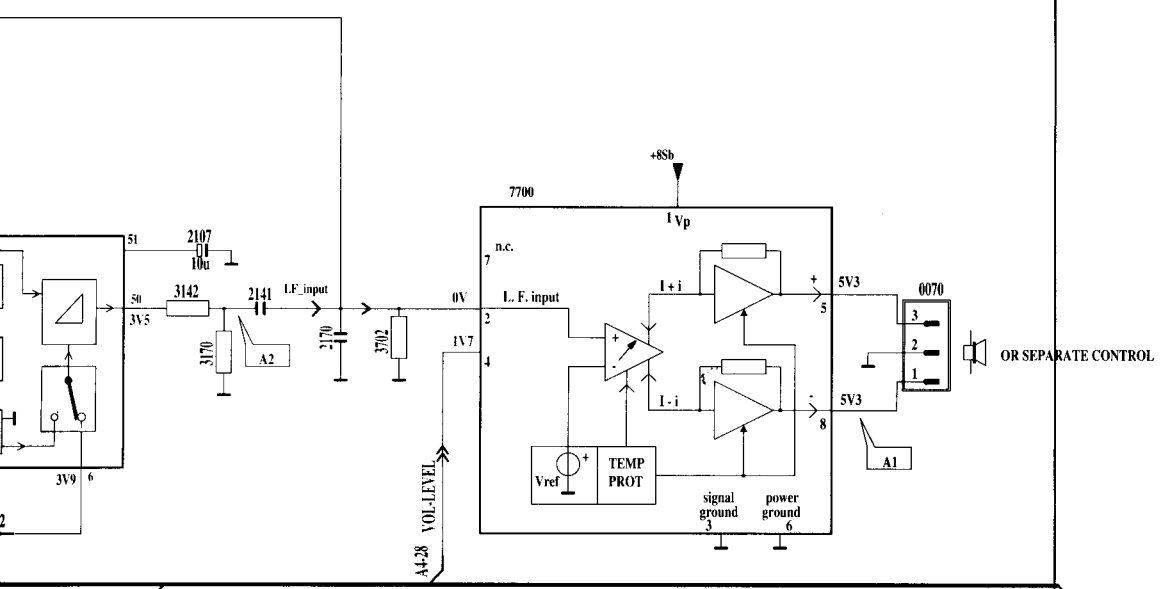 +8Sb
7700
1 Vp
51
2107
10u
n.c.
7
50
3V5
3142
2141
LF_input
0V
2
L. F. input
I + i
+
5V3
5
0070
3
2
1
3170
A2
2170
3702
1V7
4
+
-
OR SEPARATE CONTROL
I - i
-
5V3
8
A1
3V9
6
2
VOL-LEVEL
A4-28
Vref
+
TEMP
PROT
signal
ground
3
power
ground
6